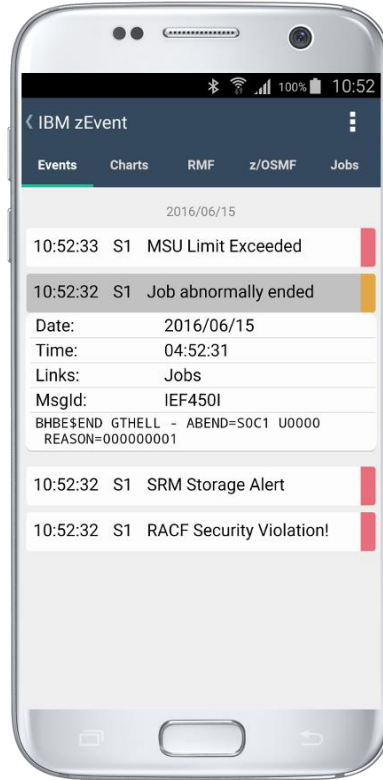 100% 10:52
IBM zEvent
Events Charts RMF z/OSMF Jobs
2016/06/15
10:52:33 S1 MSU Limit Exceeded
10:52:32 S1 Job abnormally ended
Date: 2016/06/15
Time: 04:52:31
Links: Jobs
MsgId: IEF450I
BHBE$END GTHELL - ABEND=S0C1 U0000
REASON=000000001
10:52:32 S1 SRM Storage Alert
10:52:32 S1 RACF Security Violation!